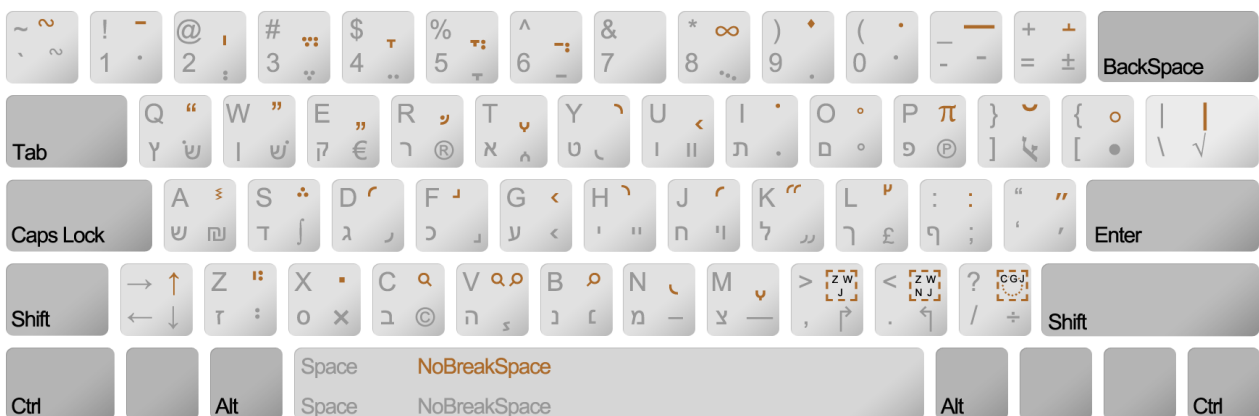 ~ ! @ # $ % ^ & * ∞ ) ( _ + BackSpace
` ~ 1 2 3 4 5 6 7 8 9 0 - - = ±
Tab Q “ W ” E „ R T Y U I O P π } { |
ץ שׂ ן שׁ ק € ר ® א ט ו װ ת ם ° פ ℗ ] [ • \ √
Caps Lock A S D F G ‹ H J K L : : “ ״ Enter
ש ₪ ד ∫ ג כ ע ‹ י ײ ח ױ ל ך £ ף ; ‘ ׳
Shift → ↑ Z X C V B N M > Z W J < Z W N J ? C G J Shift
← ↓ ז ס × ב © ה נ ׆ מ – צ — , . / ÷
Space NoBreakSpace
Ctrl Alt Space NoBreakSpace Alt Ctrl